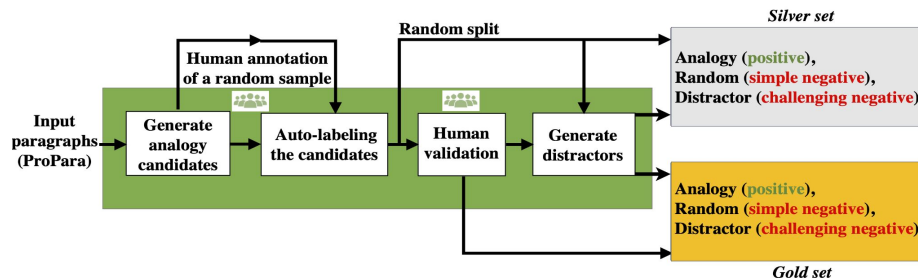 Silver set
Random split
Human annotation
of a random sample
Analogy (positive),
Random (simple negative),
Distractor (challenging negative)
Input
paragraphs
(ProPara)
Generate
analogy
candidates
Auto-labeling
the candidates
Human
validation
Generate
distractors
Analogy (positive),
Random (simple negative),
Distractor (challenging negative)
Gold set